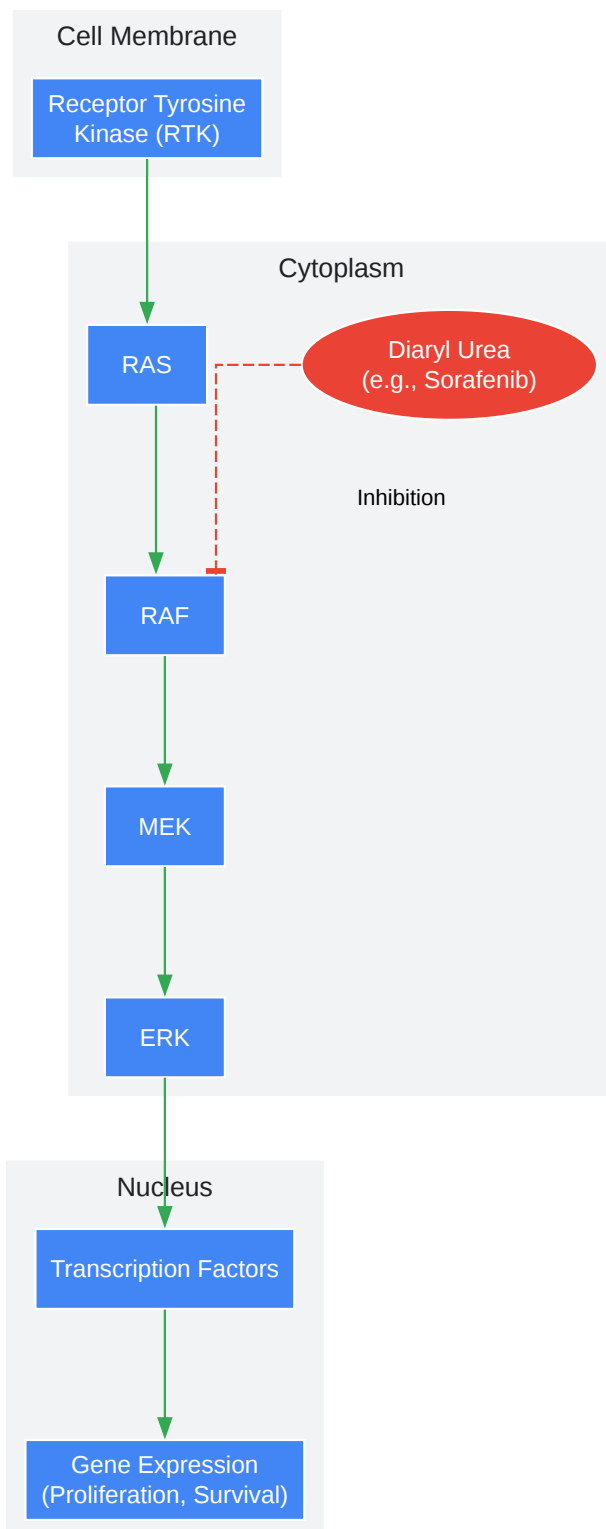 Cell Membrane
Receptor Tyrosine
Kinase (RTK)
Cytoplasm
RAS
Diaryl Urea
(e.g., Sorafenib)
Inhibition
RAF
MEK
ERK
Nucleus
Transcription Factors
Gene Expression
(Proliferation, Survival)